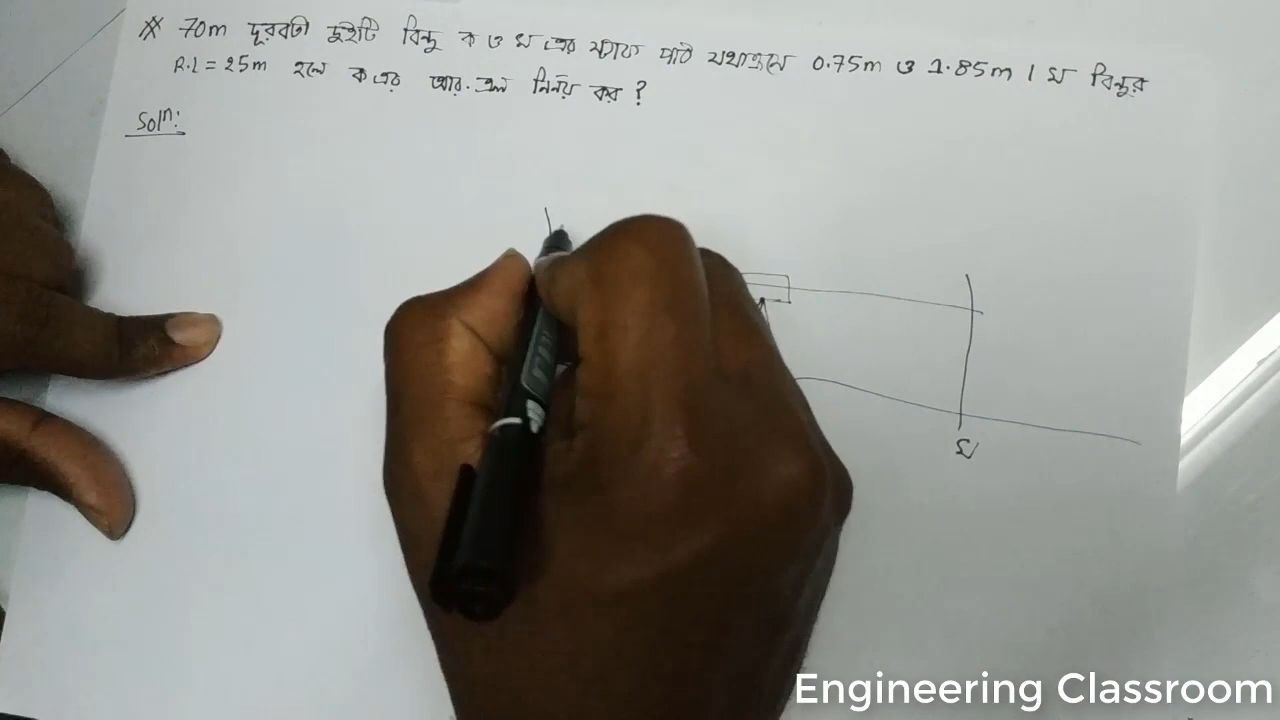 ※ 70m দূরবর্তী দুইটি বিন্দু ক ও খ এর স্টাফ পাঠ যথাক্রমে 0.75m ও 1.85m । খ বিন্দুর
R.L = 25m হলে ক এর আর.এল নির্নয় কর ?
Solⁿ:
খ
Engineering Classroom